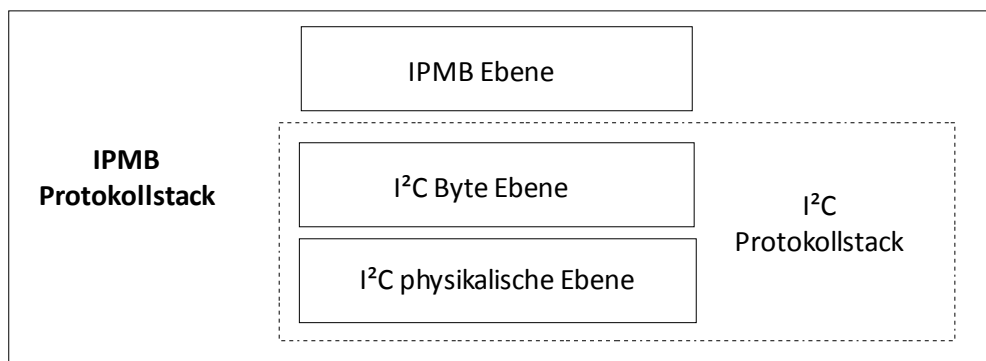 IPMB Ebene
IPMB
Protokollstack
I²C Byte Ebene
I²C
Protokollstack
I²C physikalische Ebene